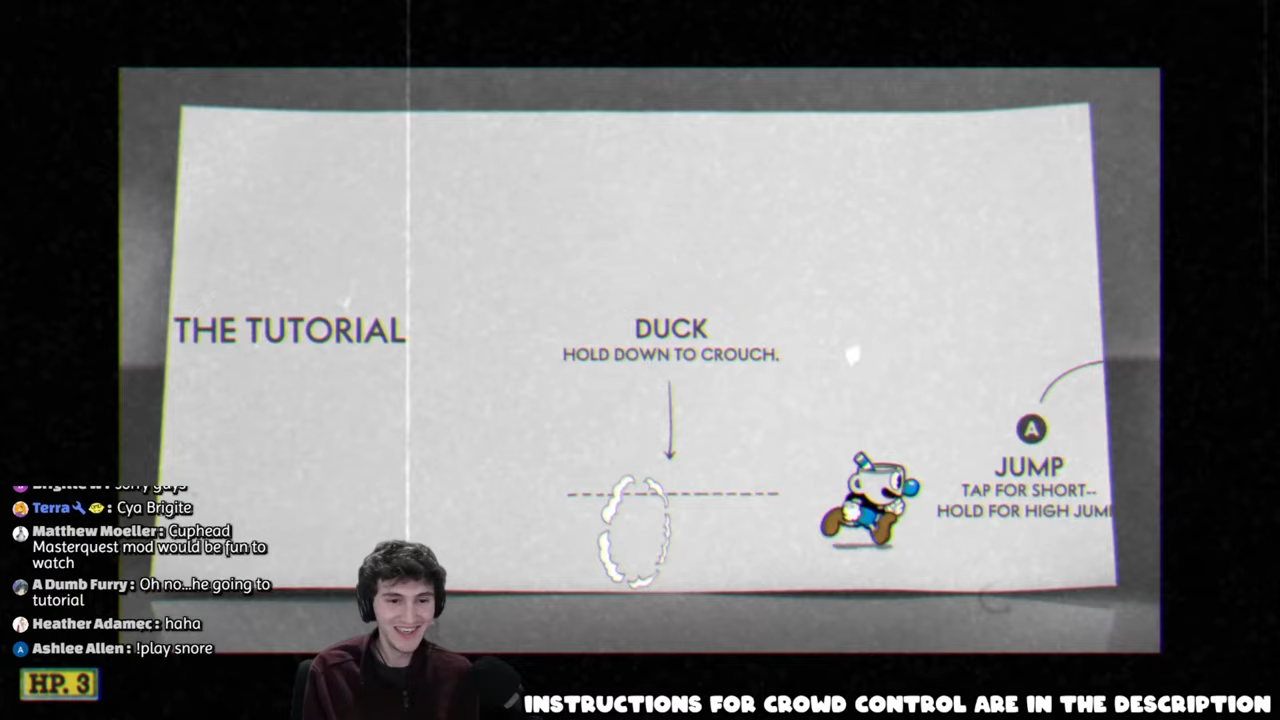 THE TUTORIAL
DUCK
HOLD DOWN TO CROUCH.
A
JUMP
TAP FOR SHORT--
HOLD FOR HIGH JUM
sorry guys
Terra: Cya Brigite
Matthew Moeller: Cuphead
Masterquest mod would be fun to
watch
A Dumb Furry: Oh no...he going to
tutorial
Heather Adamec: haha
A Ashlee Allen: !play snore
HP. 3
INSTRUCTIONS FOR CROWD CONTROL ARE IN THE DESCRIPTION